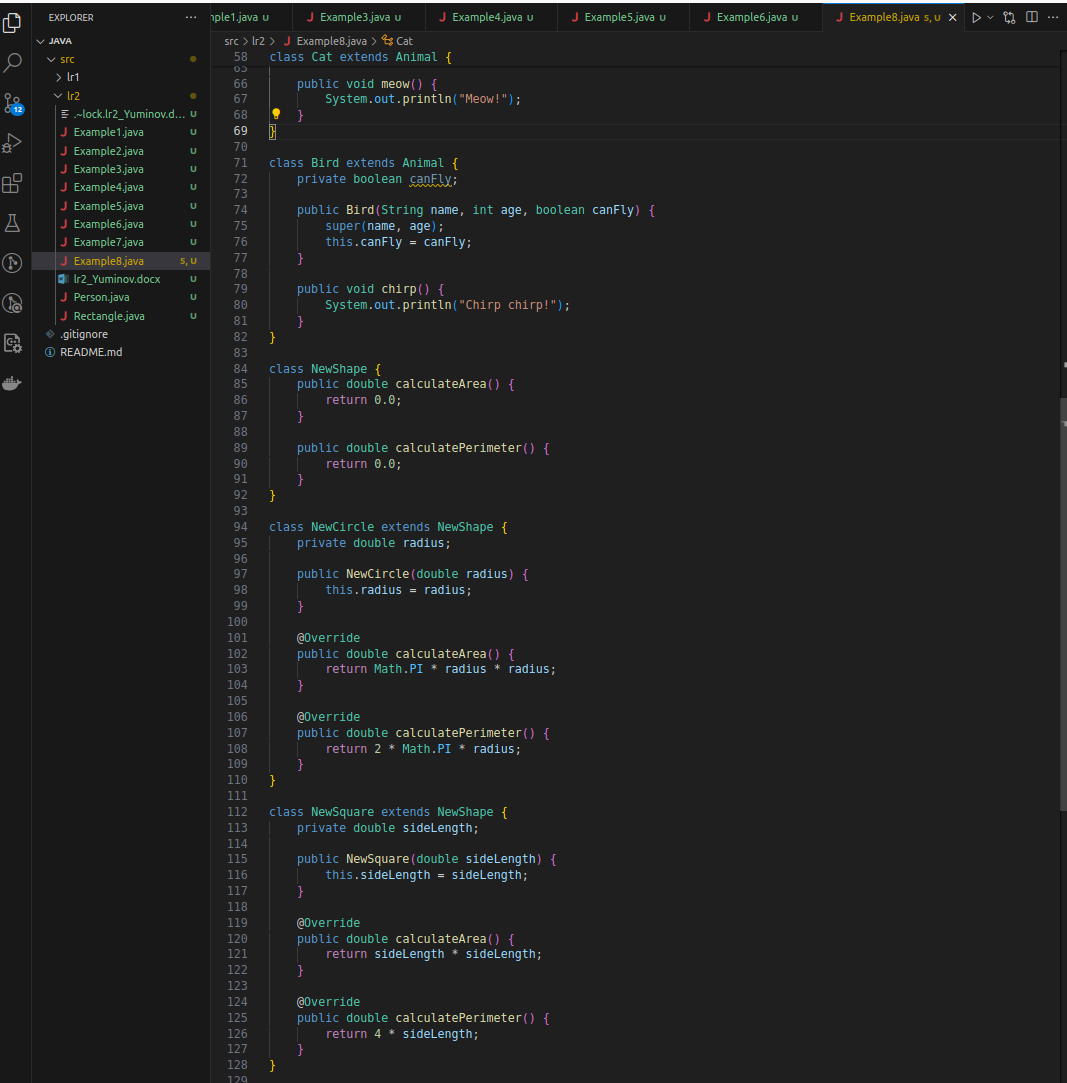 EXPLORER
JAVA
src
lr1
lr2
.~lock.lr2_Yuminov.d... U
Example1.java U
Example2.java U
Example3.java U
Example4.java U
Example5.java U
Example6.java U
Example7.java U
Example8.java 5, U
lr2_Yuminov.docx U
Person.java U
Rectangle.java U
.gitignore
README.md
12
ple1.java U Example3.java U Example4.java U Example5.java U Example6.java U Example8.java 5, U
src > lr2 > Example8.java > Cat
58 class Cat extends Animal {
65
66 public void meow() {
67 System.out.println("Meow!");
68 }
69 }
70
71 class Bird extends Animal {
72 private boolean canFly;
73
74 public Bird(String name, int age, boolean canFly) {
75 super(name, age);
76 this.canFly = canFly;
77 }
78
79 public void chirp() {
80 System.out.println("Chirp chirp!");
81 }
82 }
83
84 class NewShape {
85 public double calculateArea() {
86 return 0.0;
87 }
88
89 public double calculatePerimeter() {
90 return 0.0;
91 }
92 }
93
94 class NewCircle extends NewShape {
95 private double radius;
96
97 public NewCircle(double radius) {
98 this.radius = radius;
99 }
100
101 @Override
102 public double calculateArea() {
103 return Math.PI * radius * radius;
104 }
105
106 @Override
107 public double calculatePerimeter() {
108 return 2 * Math.PI * radius;
109 }
110 }
111
112 class NewSquare extends NewShape {
113 private double sideLength;
114
115 public NewSquare(double sideLength) {
116 this.sideLength = sideLength;
117 }
118
119 @Override
120 public double calculateArea() {
121 return sideLength * sideLength;
122 }
123
124 @Override
125 public double calculatePerimeter() {
126 return 4 * sideLength;
127 }
128 }
129